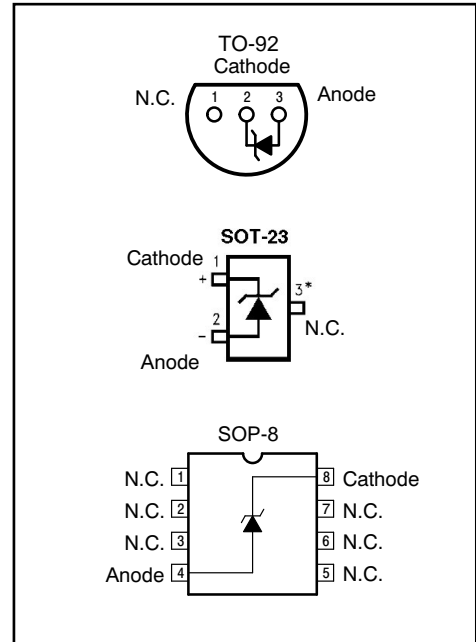 TO-92
Cathode
N.C. 1 2 3 Anode
SOT-23
Cathode 1
+ 3*
2 N.C.
–
Anode
SOP-8
N.C. 1 8 Cathode
N.C. 2 7 N.C.
N.C. 3 6 N.C.
Anode 4 5 N.C.